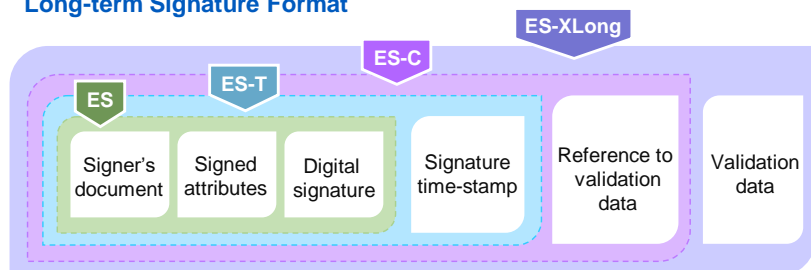 Long-term Signature Format
ES-XLong
ES-C
ES-T
ES
Signer's
document
Signed
attributes
Digital
signature
Signature
time-stamp
Reference to
validation
data
Validation
data